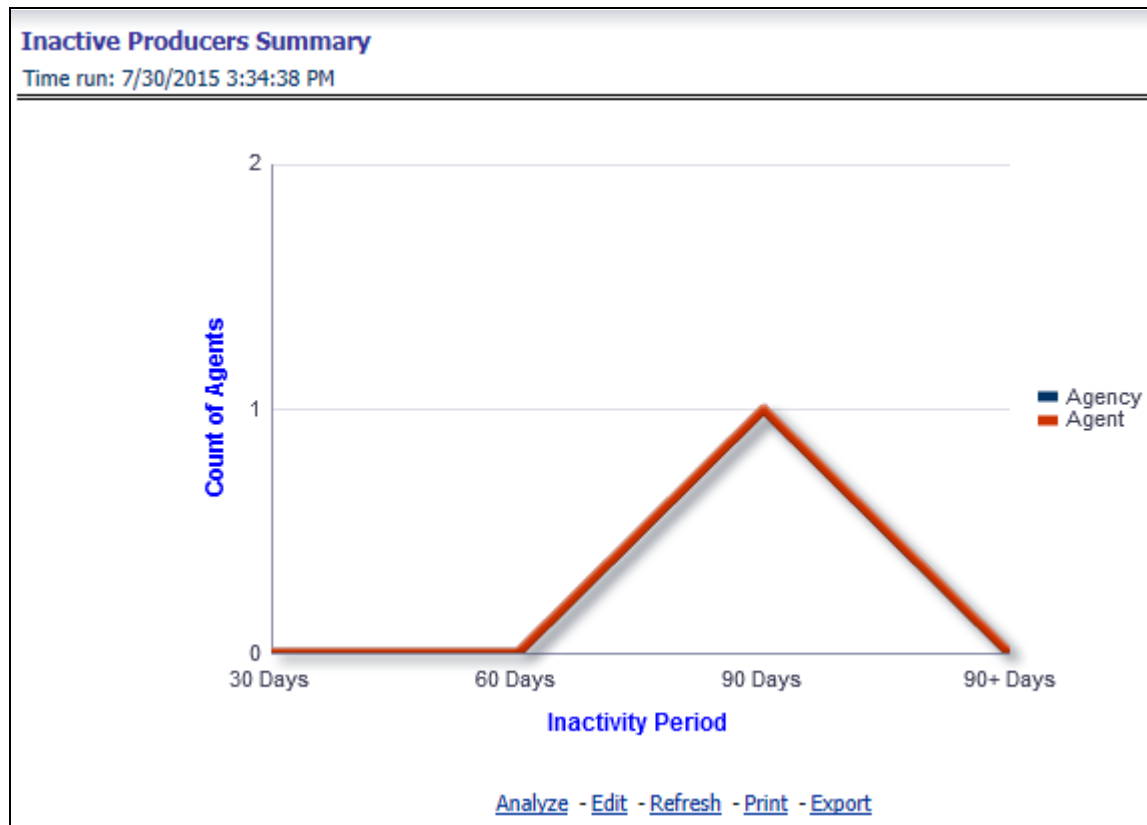 Inactive Producers Summary
Time run: 7/30/2015 3:34:38 PM
2
Count of Agents
1
Agency
Agent
0
30 Days 60 Days 90 Days 90+ Days
Inactivity Period
Analyze - Edit - Refresh - Print - Export